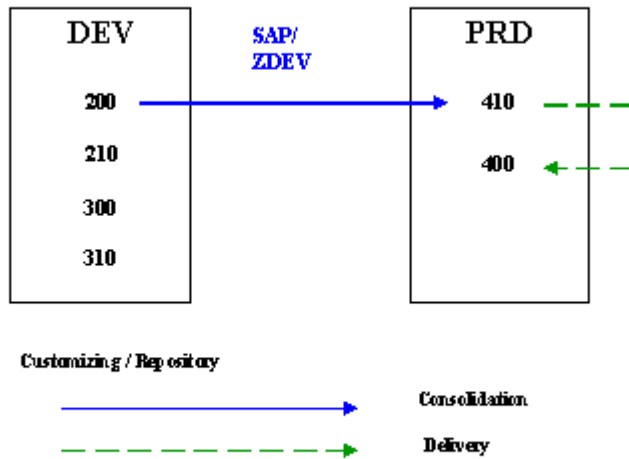 DEV
SAP/
ZDEV
PRD
200
410
210
400
300
310
Customizing / Repository
Consolidation
Delivery